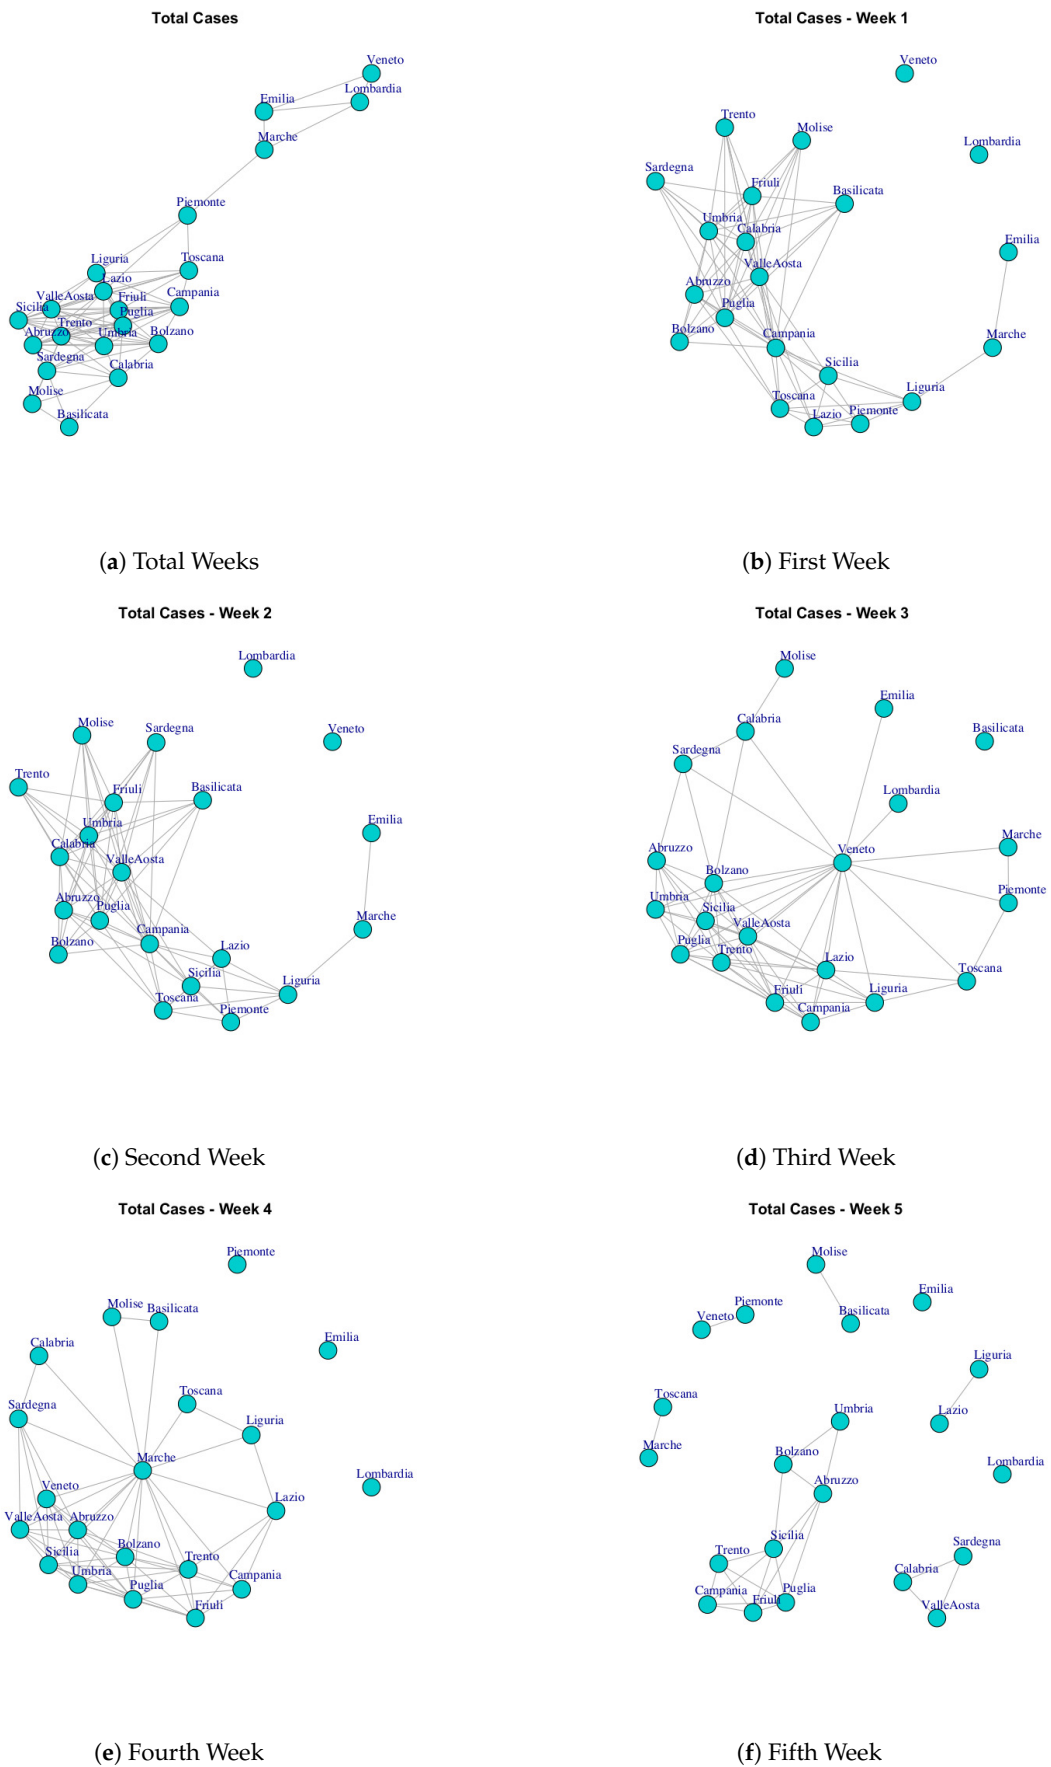 Total Cases
Veneto
Lombardia
Emilia
Marche
Piemonte
Liguria
Toscana
Lazio
ValleAosta
Friuli
Campania
Sicilia
Puglia
Trento
Abruzzo
Umbria
Bolzano
Sardegna
Calabria
Molise
Basilicata
(a) Total Weeks
Total Cases - Week 1
Veneto
Trento
Molise
Lombardia
Sardegna
Friuli
Basilicata
Umbria
Calabria
Emilia
ValleAosta
Abruzzo
Puglia
Bolzano
Campania
Marche
Sicilia
Liguria
Toscana
Lazio
Piemonte
(b) First Week
Total Cases - Week 2
Lombardia
Molise
Sardegna
Veneto
Trento
Friuli
Basilicata
Umbria
Emilia
Calabria
ValleAosta
Abruzzo
Puglia
Marche
Campania
Bolzano
Lazio
Sicilia
Liguria
Toscana
Piemonte
(c) Second Week
Total Cases - Week 3
Molise
Emilia
Calabria
Basilicata
Sardegna
Lombardia
Marche
Abruzzo
Veneto
Bolzano
Piemonte
Umbria
Sicilia
ValleAosta
Puglia
Trento
Lazio
Toscana
Friuli
Liguria
Campania
(d) Third Week
Total Cases - Week 4
Piemonte
Molise
Basilicata
Emilia
Calabria
Toscana
Sardegna
Liguria
Marche
Lombardia
Veneto
Lazio
ValleAosta
Abruzzo
Bolzano
Sicilia
Trento
Umbria
Puglia
Campania
Friuli
(e) Fourth Week
Total Cases - Week 5
Molise
Emilia
Piemonte
Veneto
Basilicata
Liguria
Toscana
Umbria
Lazio
Marche
Bolzano
Lombardia
Abruzzo
Sicilia
Sardegna
Trento
Calabria
Campania
Friuli
Puglia
ValleAosta
(f) Fifth Week